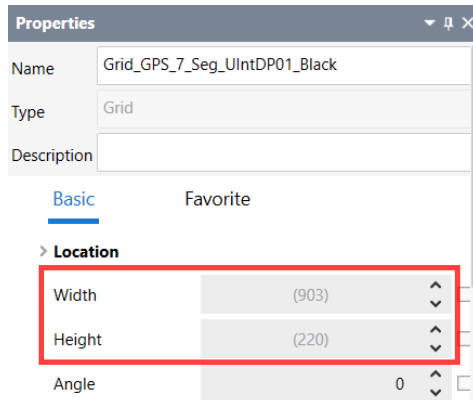 Properties
Name Grid_GPS_7_Seg_UIntDP01_Black
Type Grid
Description
Basic Favorite
Location
Width (903)
Height (220)
Angle 0